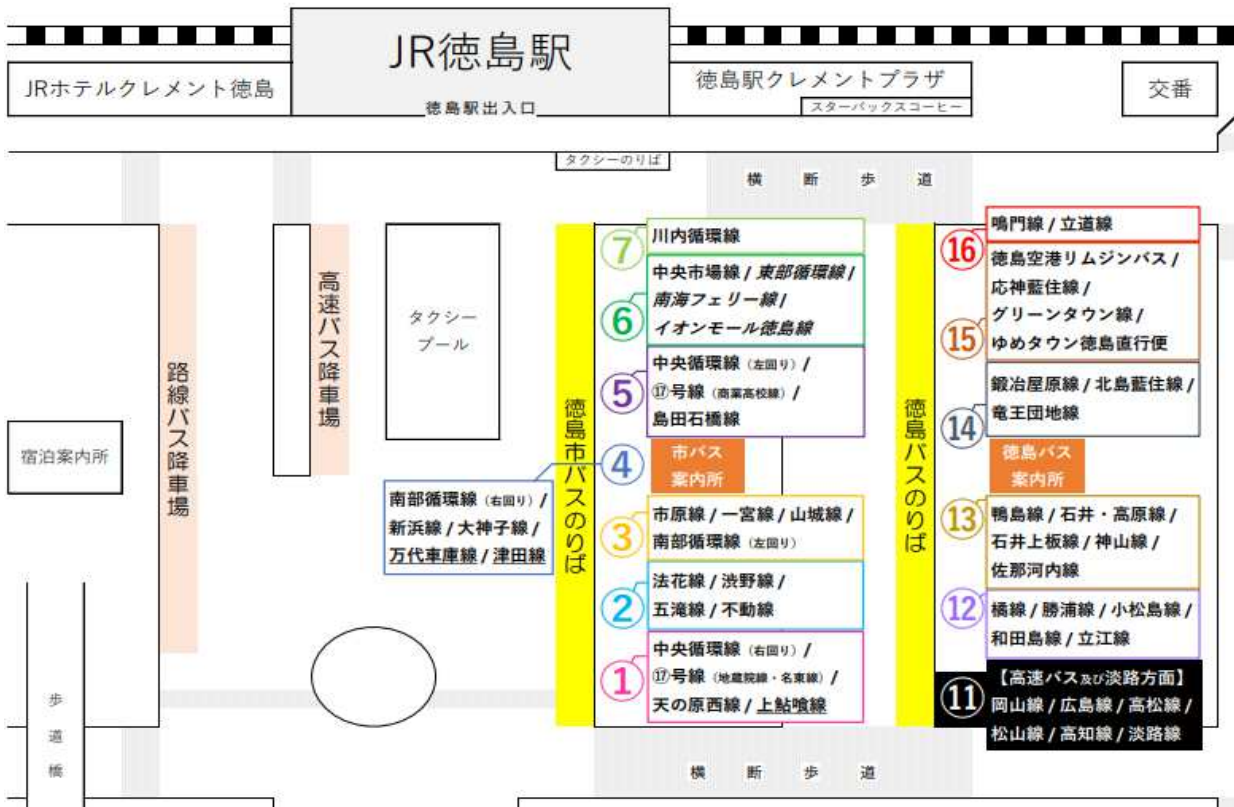 JR徳島駅
徳島駅出入口
JRホテルクレメント徳島
徳島駅クレメントプラザ
スターバックスコーヒー
交番
タクシーのりば
横断歩道
路線バス降車場
高速バス降車場
タクシー
プール
宿泊案内所
歩道橋
徳島市バスのりば
⑦
川内循環線
⑥
中央市場線 / 東部循環線 /
南海フェリー線 /
イオンモール徳島線
⑤
中央循環線 (左回り) /
⑰号線 (商業高校線) /
島田石橋線
④
市バス
案内所
南部循環線 (右回り) /
新浜線 / 大神子線 /
万代車庫線 / 津田線
③
市原線 / 一宮線 / 山城線 /
南部循環線 (左回り)
②
法花線 / 渋野線 /
五滝線 / 不動線
①
中央循環線 (右回り) /
⑰号線 (地蔵院線・名東線) /
天の原西線 / 上鮎喰線
徳島バスのりば
⑯
鳴門線 / 立道線
⑮
徳島空港リムジンバス /
応神藍住線 /
グリーンタウン線 /
ゆめタウン徳島直行便
⑭
鍛冶屋原線 / 北島藍住線 /
竜王団地線
徳島バス
案内所
⑬
鴨島線 / 石井・高原線 /
石井上板線 / 神山線 /
佐那河内線
⑫
橘線 / 勝浦線 / 小松島線 /
和田島線 / 立江線
⑪
【高速バス及び淡路方面】
岡山線 / 広島線 / 高松線 /
松山線 / 高知線 / 淡路線
横断歩道